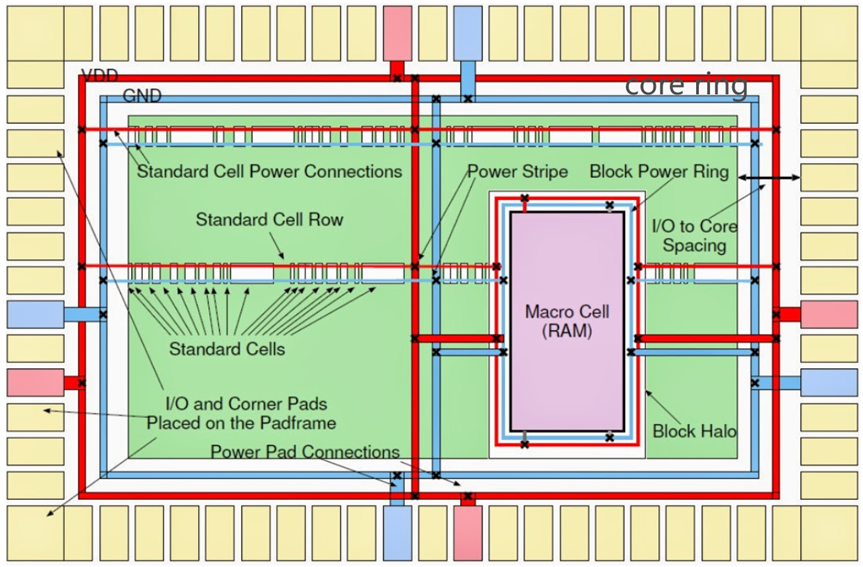 VDD
core ring
GND
Standard Cell Power Connections
Power Stripe
Block Power Ring
Standard Cell Row
I/O to Core
Spacing
Macro Cell
(RAM)
Standard Cells
I/O and Corner Pads
Placed on the Padframe
Block Halo
Power Pad Connections